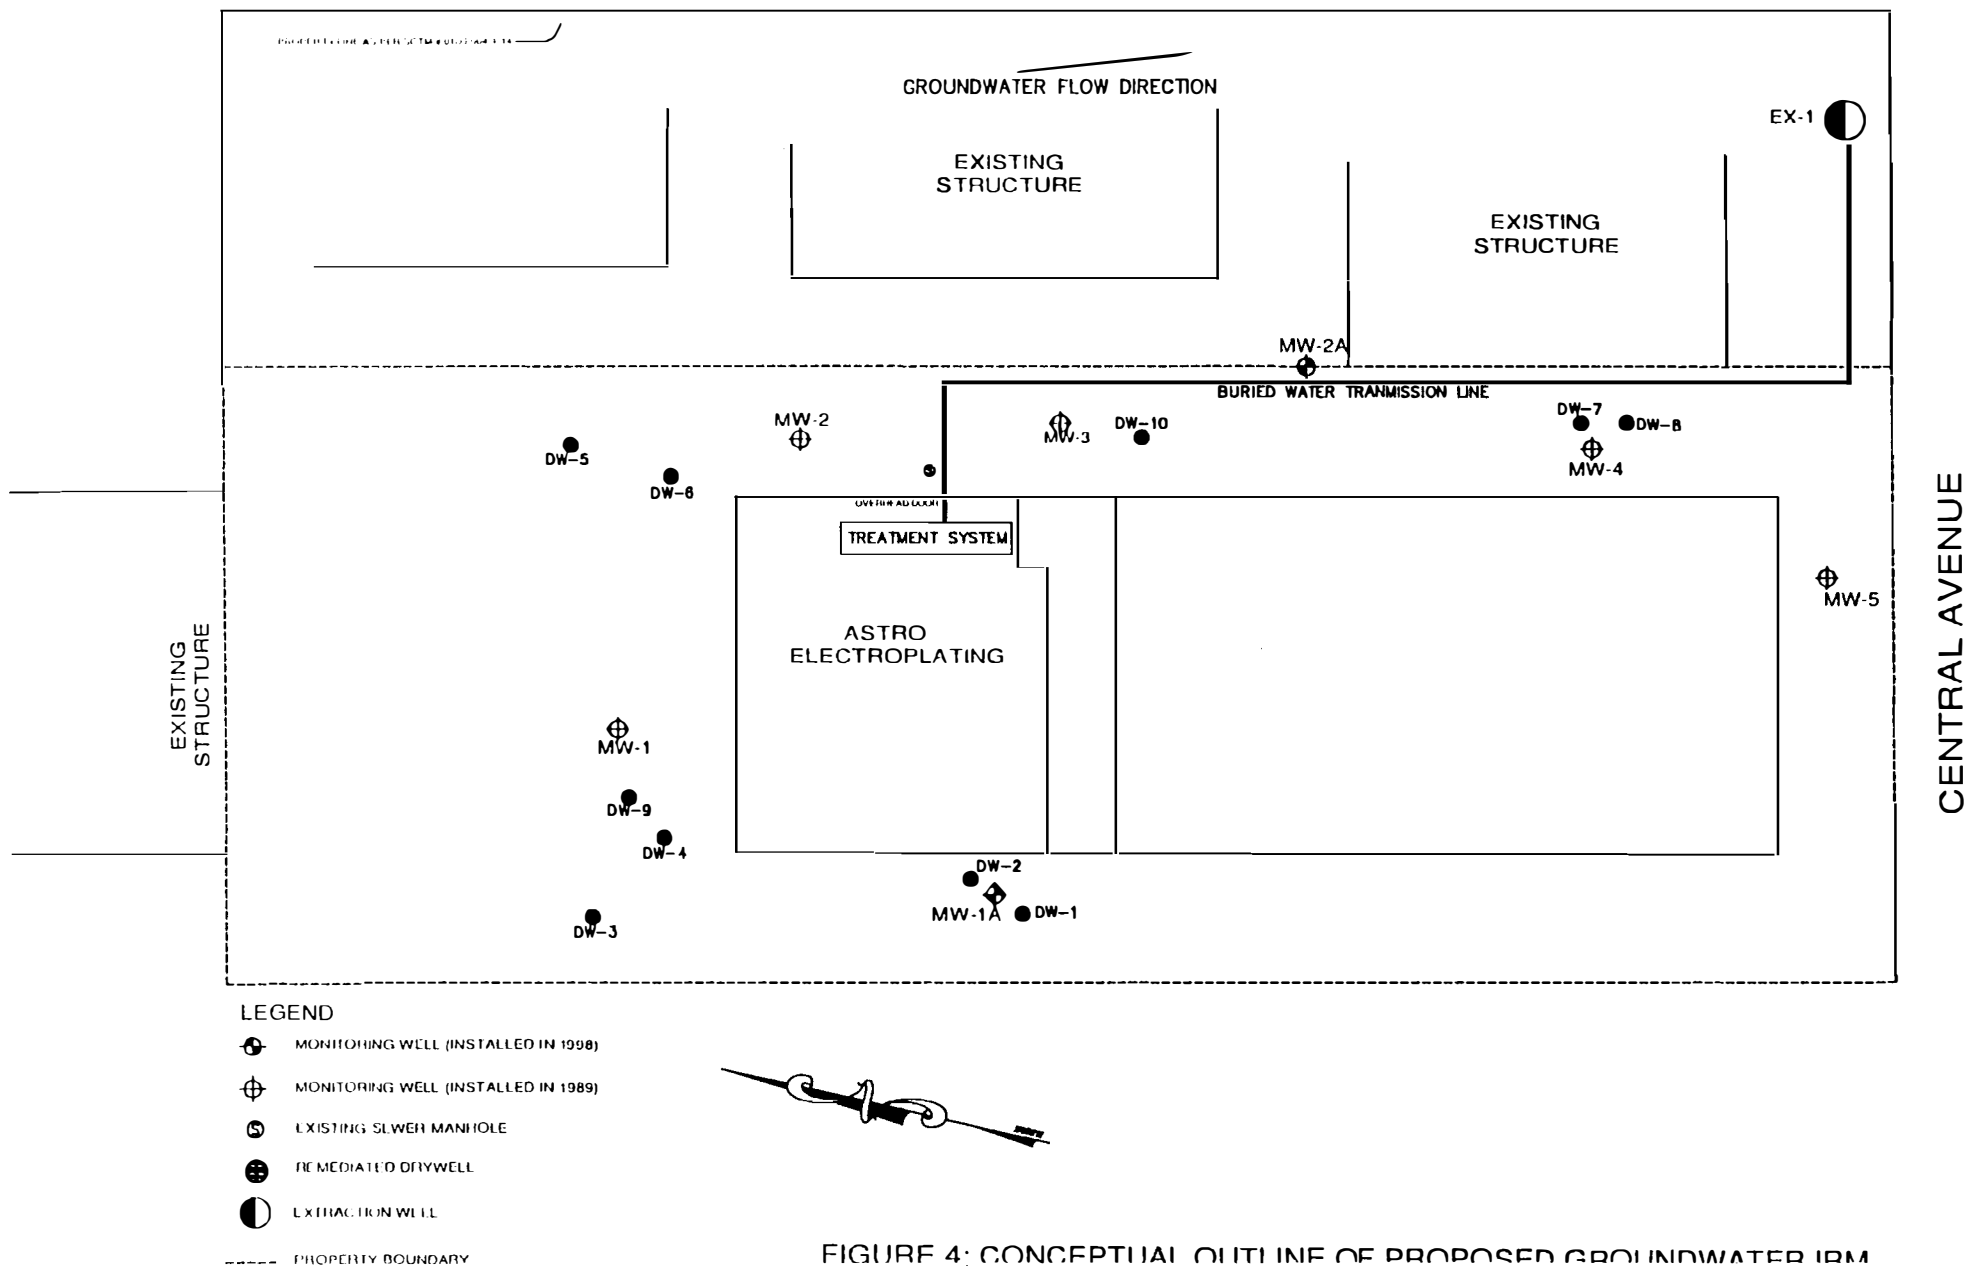 GROUNDWATER FLOW DIRECTION
EX-1
EXISTING
STRUCTURE
EXISTING
STRUCTURE
MW-2A
BURIED WATER TRANMISSION LINE
MW-2
MW-3
DW-10
DW-7
DW-8
MW-4
DW-5
DW-6
OVERHEAD DOOR
TREATMENT SYSTEM
MW-5
CENTRAL AVENUE
ASTRO
ELECTROPLATING
EXISTING
STRUCTURE
MW-1
DW-9
DW-4
DW-2
MW-1A
DW-1
DW-3
LEGEND
MONITORING WELL (INSTALLED IN 1998)
MONITORING WELL (INSTALLED IN 1989)
S EXISTING SEWER MANHOLE
REMEDIATED DRYWELL
EXTRACTION WELL
PROPERTY BOUNDARY
FIGURE 4: CONCEPTUAL OUTLINE OF PROPOSED GROUNDWATER IRM